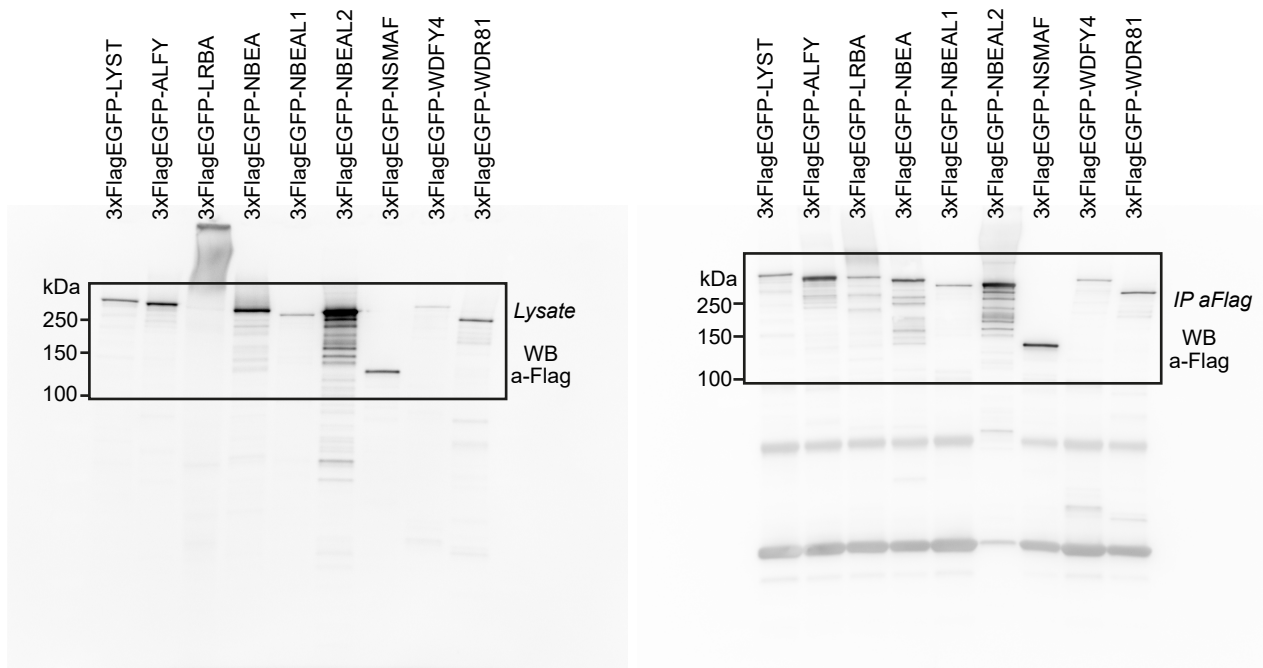 3xFlagEGFP-LYST
3xFlagEGFP-ALFY
3xFlagEGFP-LRBA
3xFlagEGFP-NBEA
3xFlagEGFP-NBEAL1
3xFlagEGFP-NBEAL2
3xFlagEGFP-NSMAF
3xFlagEGFP-WDFY4
3xFlagEGFP-WDR81
kDa
250
150
100
Lysate
WB
a-Flag
3xFlagEGFP-LYST
3xFlagEGFP-ALFY
3xFlagEGFP-LRBA
3xFlagEGFP-NBEA
3xFlagEGFP-NBEAL1
3xFlagEGFP-NBEAL2
3xFlagEGFP-NSMAF
3xFlagEGFP-WDFY4
3xFlagEGFP-WDR81
kDa
250
150
100
IP aFlag
WB
a-Flag